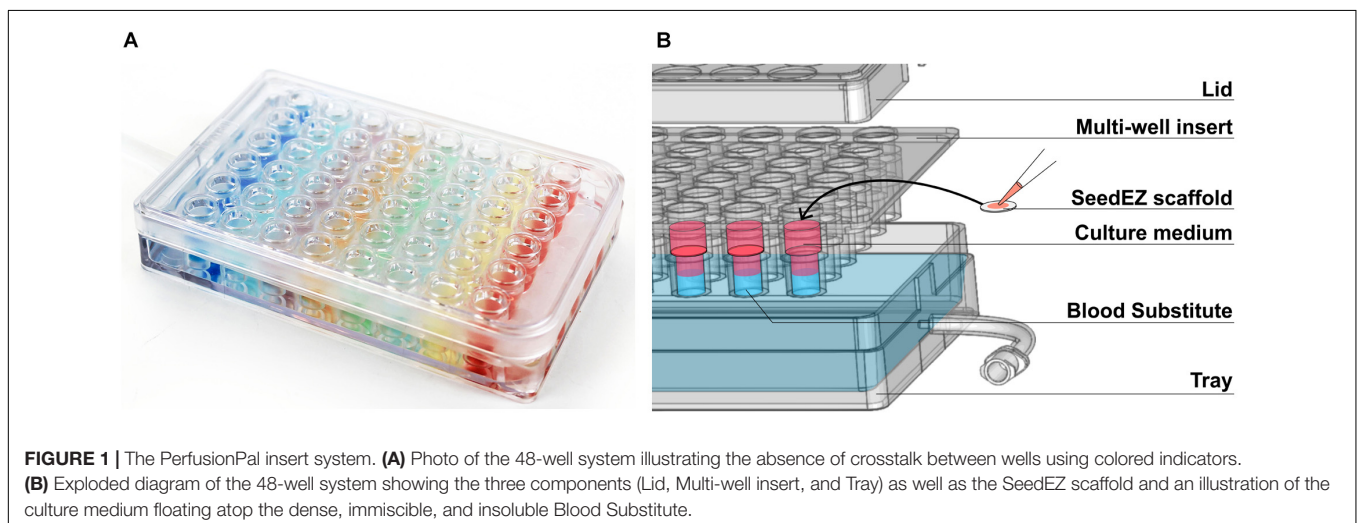 A
B
Lid
Multi-well insert
SeedEZ scaffold
Culture medium
Blood Substitute
Tray
FIGURE 1 | The PerfusionPal insert system. (A) Photo of the 48-well system illustrating the absence of crosstalk between wells using colored indicators.
(B) Exploded diagram of the 48-well system showing the three components (Lid, Multi-well insert, and Tray) as well as the SeedEZ scaffold and an illustration of the
culture medium floating atop the dense, immiscible, and insoluble Blood Substitute.